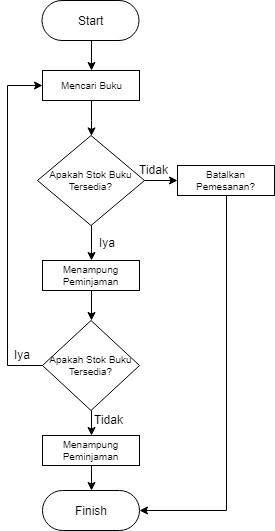 Start
Mencari Buku
Apakah Stok Buku
Tersedia?
Tidak
Batalkan
Pemesanan?
Iya
Menampung
Peminjaman
Apakah Stok Buku
Tersedia?
Iya
Tidak
Menampung
Peminjaman
Finish